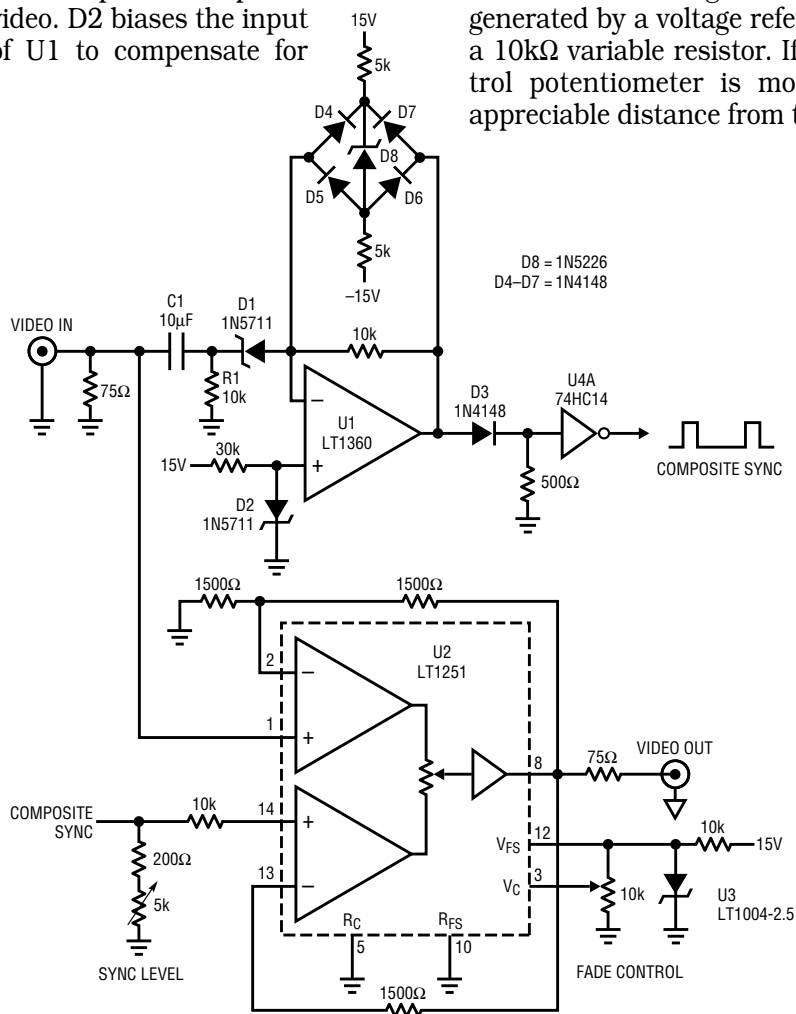 video. D2 biases the input
of U1 to compensate for
generated by a voltage refer
a 10kΩ variable resistor. If
trol potentiometer is mo
appreciable distance from t
15V
5k
D4
D7
D8
D5
D6
5k
–15V
D8 = 1N5226
D4–D7 = 1N4148
VIDEO IN
C1
10µF
D1
1N5711
10k
75Ω
R1
10k
–
U1
LT1360
+
D3
1N4148
U4A
74HC14
COMPOSITE SYNC
15V
30k
500Ω
D2
1N5711
1500Ω
1500Ω
U2
LT1251
2
–
1
+
8
75Ω
VIDEO OUT
COMPOSITE
SYNC
10k
14
+
12
VFS
10k
15V
200Ω
13
–
3
VC
10k
U3
LT1004-2.5
5k
RC
5
RFS
10
SYNC LEVEL
FADE CONTROL
1500Ω